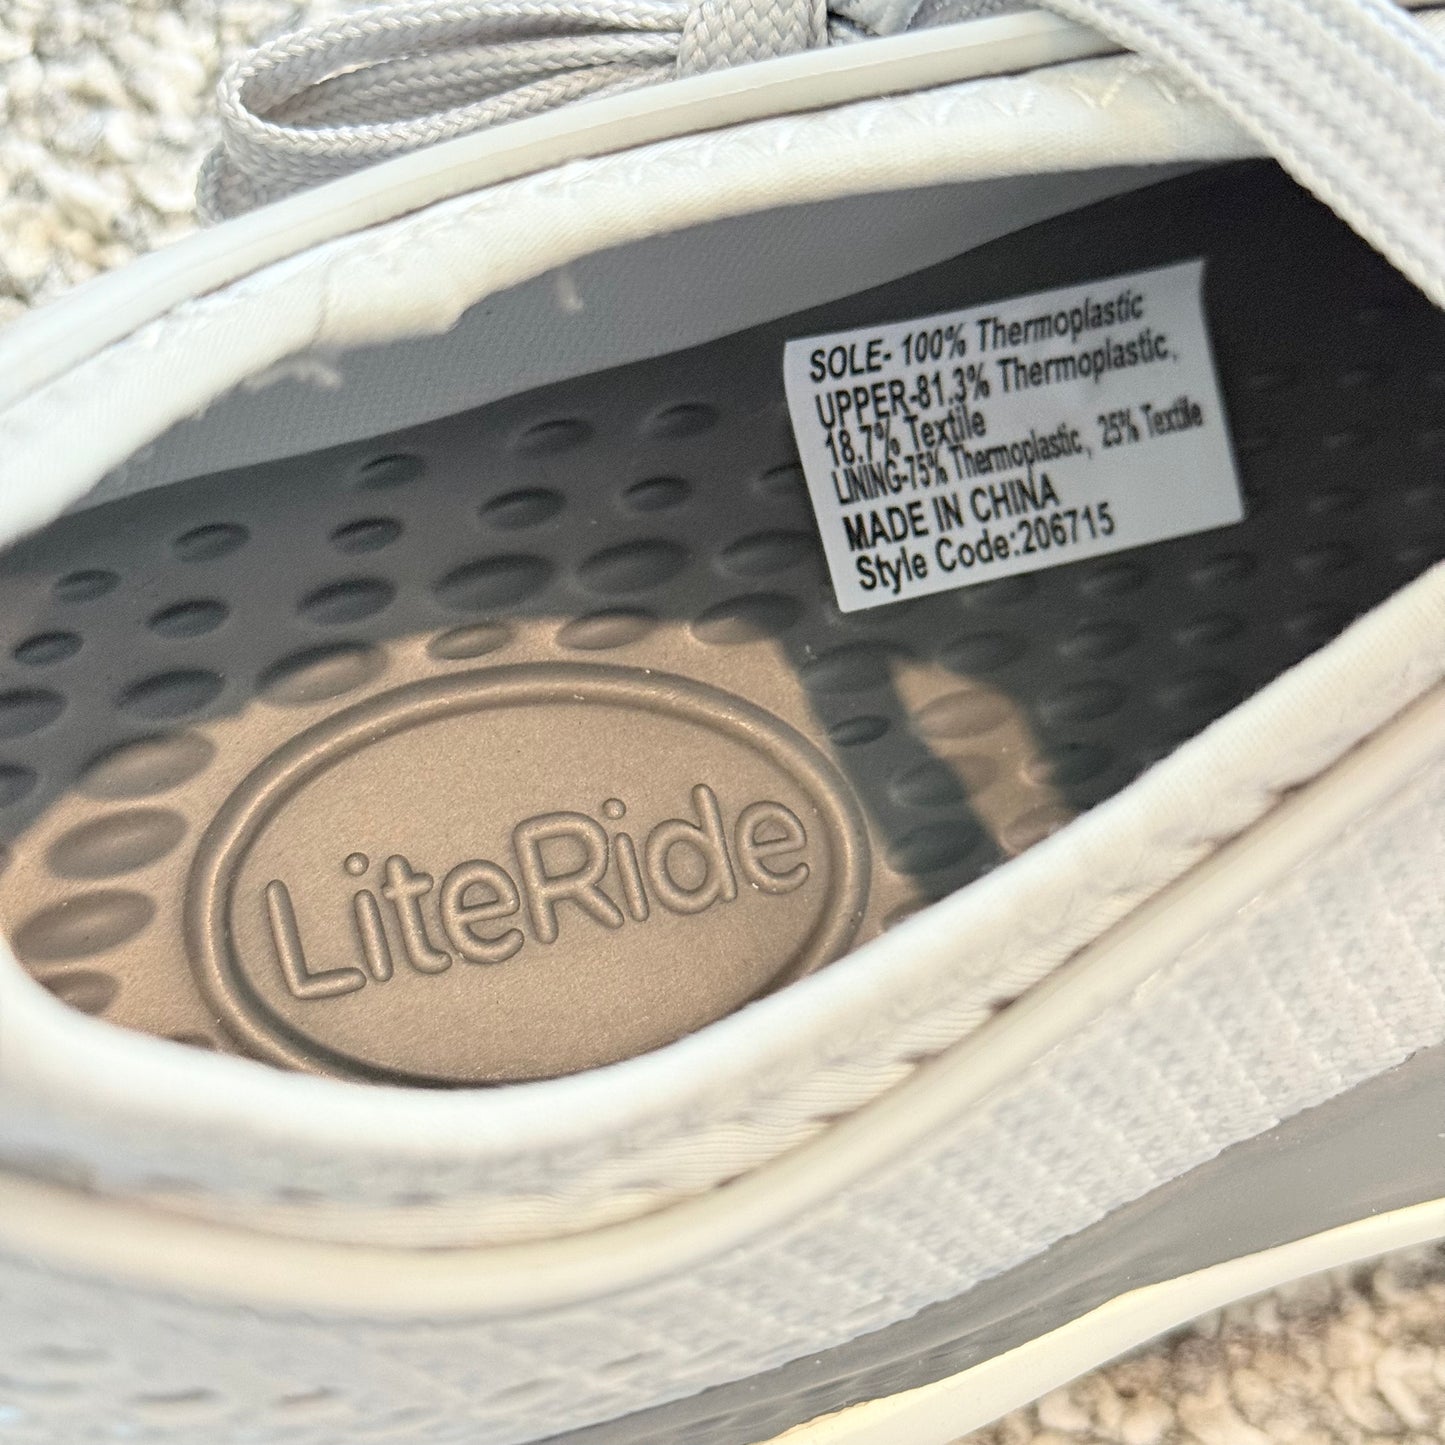 SOLE- 100% Thermoplastic
UPPER-81.3% Thermoplastic,
18.7% Textile
LINING-75% Thermoplastic, 25% Textile
MADE IN CHINA
Style Code:206715
LiteRide